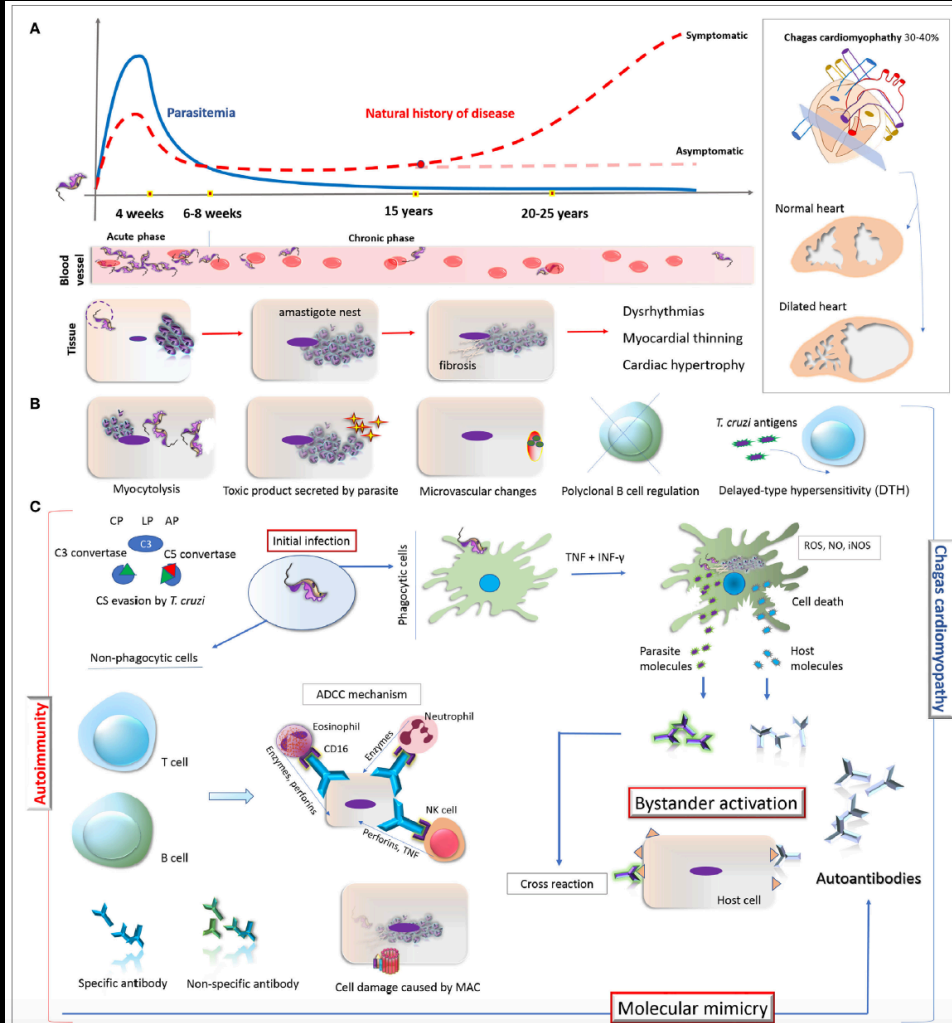 A
Symptomatic
Parasitemia
Natural history of disease
Asymptomatic
4 weeks
6-8 weeks
15 years
20-25 years
Chagas cardiomyophathy 30-40%
Normal heart
Dilated heart
Blood vessel
Acute phase
Chronic phase
Tissue
amastigote nest
fibrosis
Dysrhythmias
Myocardial thinning
Cardiac hypertrophy
B
Myocytolysis
Toxic product secreted by parasite
Microvascular changes
Polyclonal B cell regulation
T. cruzi antigens
Delayed-type hypersensitivity (DTH)
C
CP LP AP
C3
C3 convertase
C5 convertase
CS evasion by T. cruzi
Initial infection
Phagocytic cells
TNF + INF-γ
ROS, NO, iNOS
Cell death
Parasite
molecules
Host
molecules
Non-phagocytic cells
T cell
B cell
ADCC mechanism
Eosinophil
CD16
Neutrophil
Enzymes
Enzymes, perforins
NK cell
Perforins, TNF
Specific antibody
Non-specific antibody
Cell damage caused by MAC
Cross reaction
Bystander activation
Host cell
Autoantibodies
Molecular mimicry
Autoimmunity
Chagas cardiomyopathy